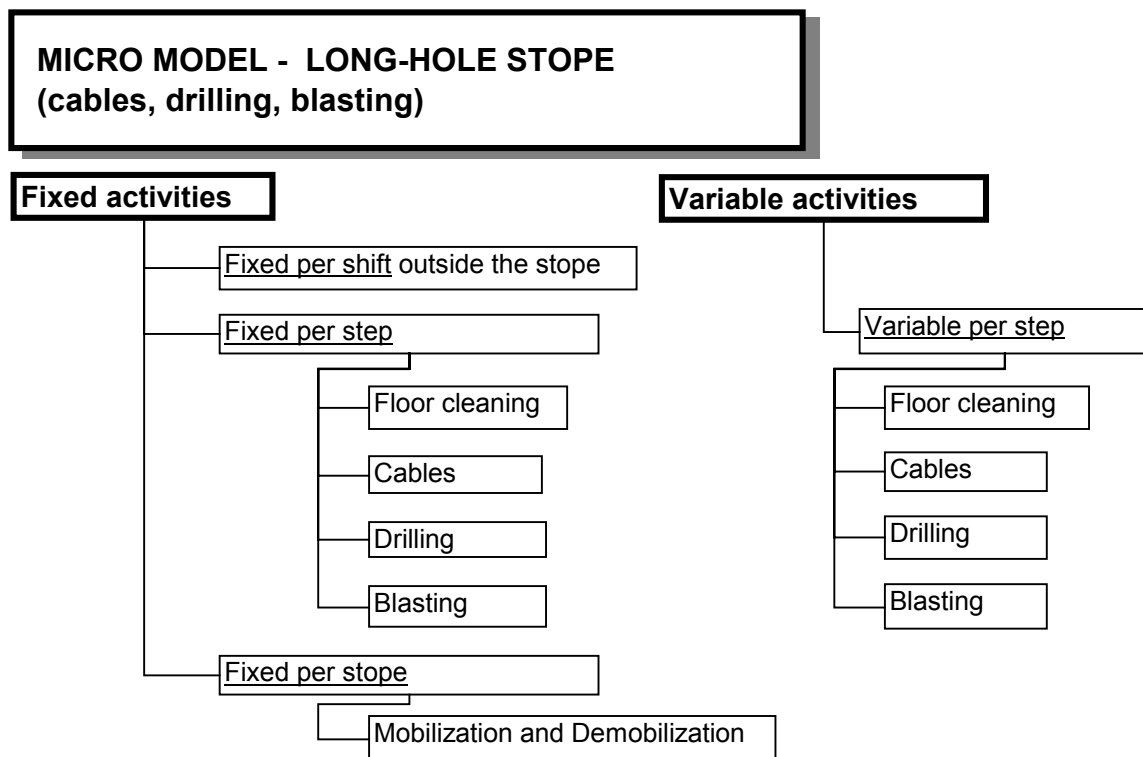 MICRO MODEL -  LONG-HOLE STOPE
(cables, drilling, blasting)
Fixed activities
Fixed per shift outside the stope
Fixed per step
Floor cleaning
Cables
Drilling
Blasting
Fixed per stope
Mobilization and Demobilization
Variable activities
Variable per step
Floor cleaning
Cables
Drilling
Blasting